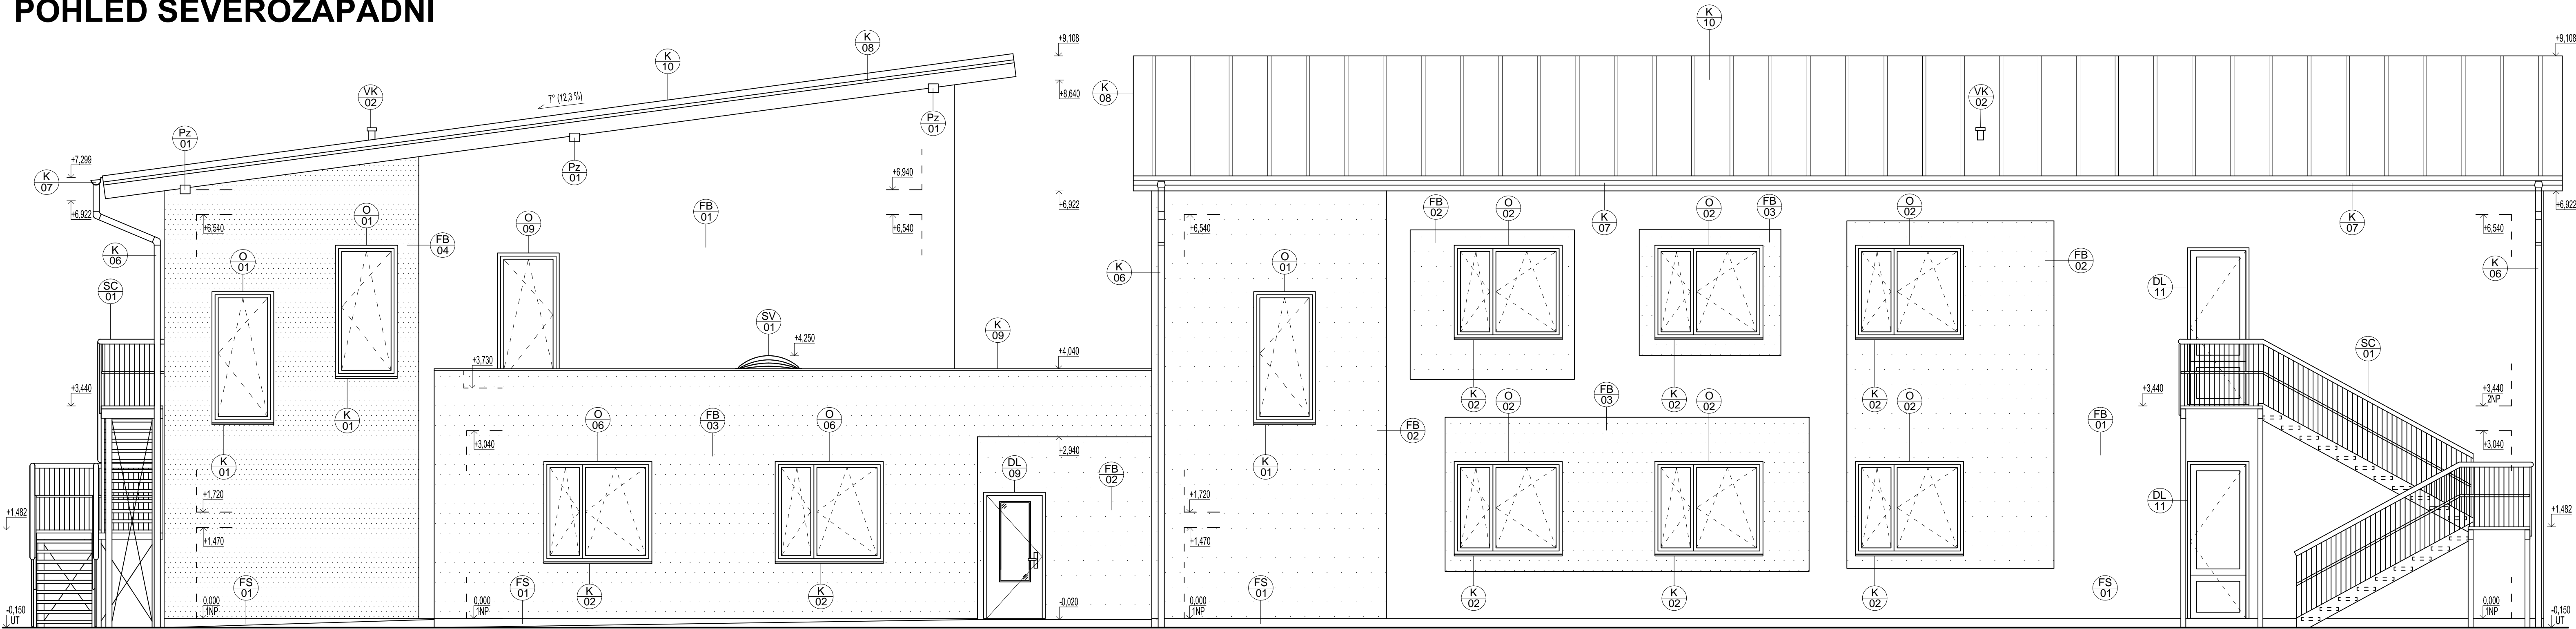 POHLED SEVEROZÁPADNÍ
K
10
K
08
K
10
+9,108
+9,108
7° (12,3 %)
VK
02
+8,640
K
08
VK
02
Pz
01
Pz
01
Pz
01
+7,299
K
07
+6,940
+6,922
+6,922
+6,922
FB
01
FB
02
O
02
O
02
FB
03
O
02
K
07
K
07
O
01
O
09
+6,540
+6,540
+6,540
+6,540
FB
04
K
06
O
01
O
01
K
06
FB
02
K
06
SC
01
DL
11
SV
01
+4,250
K
09
+3,730
+4,040
SC
01
+3,440
+3,440
+3,440
2NP
K
02
O
02
FB
03
K
02
O
02
K
02
O
02
K
01
O
06
FB
03
O
06
FB
01
FB
02
K
01
+3,040
+2,940
+3,040
K
01
DL
09
FB
02
+1,720
+1,720
DL
11
+1,482
+1,482
+1,470
+1,470
FS
01
FS
01
K
02
K
02
FS
01
K
02
K
02
K
02
FS
01
-0,150
UT
0,000
1NP
0,000
1NP
-0,020
0,000
1NP
0,000
1NP
-0,150
UT